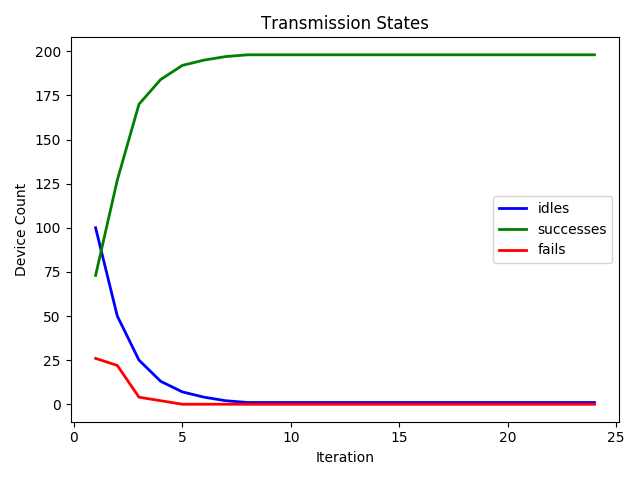 Transmission States
Device Count
200
175
150
125
100
75
50
25
0
idles
successes
fails
0 5 10 15 20 25
Iteration